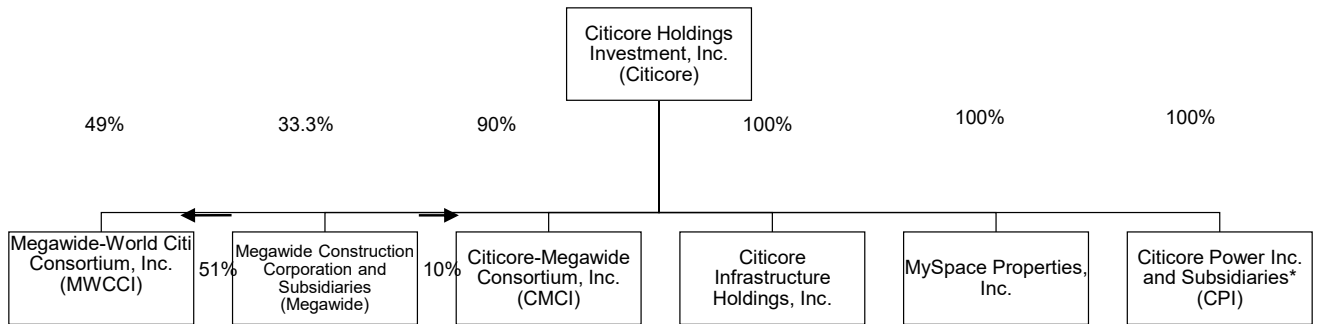 Citicore Holdings
Investment, Inc.
(Citicore)
49%
33.3%
90%
100%
100%
100%
Megawide-World Citi
Consortium, Inc.
(MWCCI)
51%
Megawide Construction
Corporation and
Subsidiaries
(Megawide)
10%
Citicore-Megawide
Consortium, Inc.
(CMCI)
Citicore
Infrastructure
Holdings, Inc.
MySpace Properties,
Inc.
Citicore Power Inc.
and Subsidiaries*
(CPI)